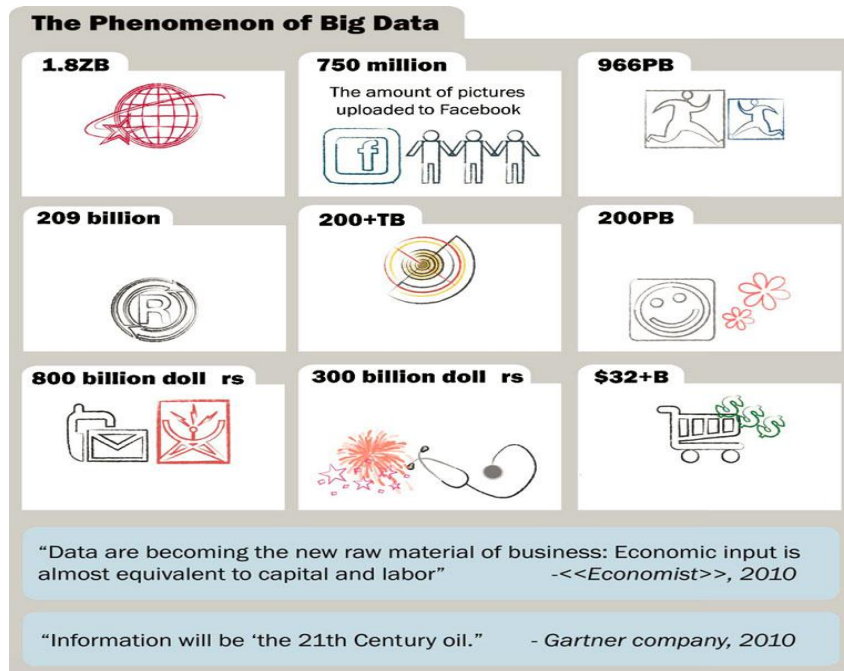 The Phenomenon of Big Data
1.8ZB
750 million
966PB
The amount of pictures
uploaded to Facebook
f
209 billion
200+TB
200PB
R
800 billion doll rs
300 billion doll rs
$32+B
$$$
“Data are becoming the new raw material of business: Economic input is
almost equivalent to capital and labor” -<<Economist>>, 2010
“Information will be ‘the 21th Century oil.” - Gartner company, 2010